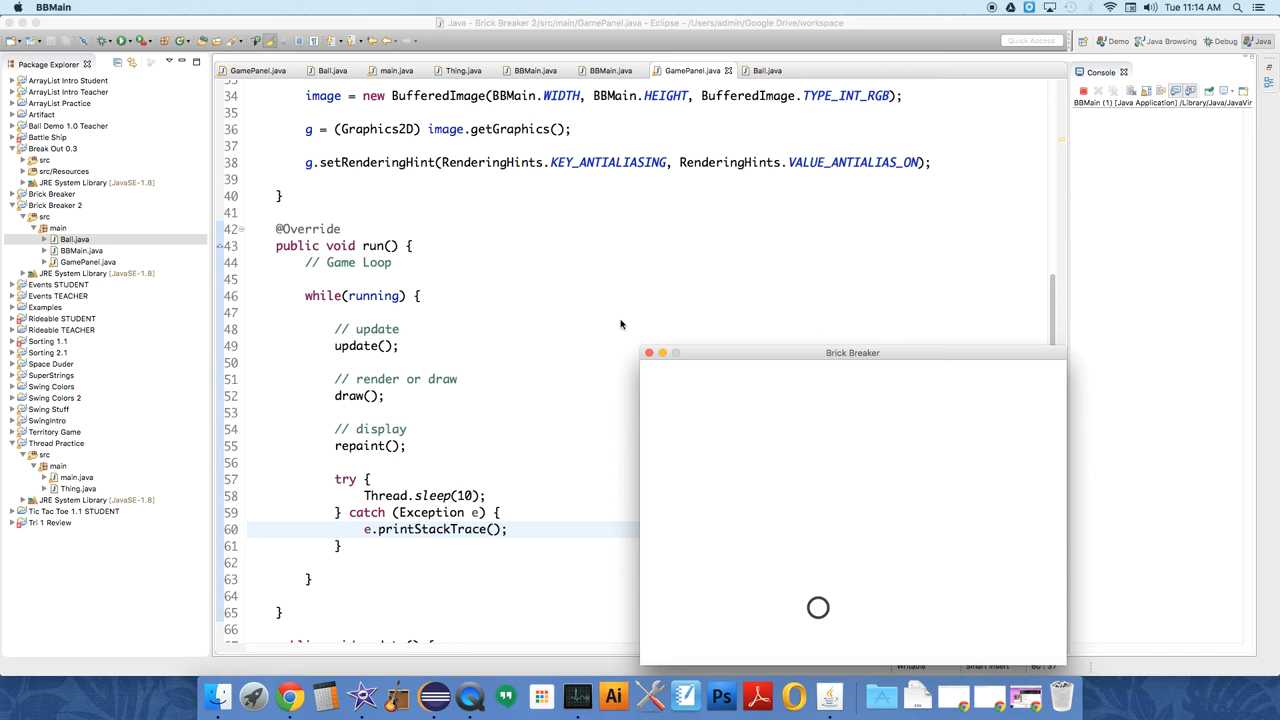 BBMain
Tue 11:14 AM
Java - Brick Breaker 2/src/main/GamePanel.java - Eclipse - /Users/admin/Google Drive/workspace
Quick Access
Demo
Java Browsing
Debug
Java
Package Explorer
ArrayList Intro Student
ArrayList Intro Teacher
ArrayList Practice
Artifact
Ball Demo 1.0 Teacher
Battle Ship
Break Out 0.3
src
src/Resources
JRE System Library [JavaSE-1.8]
Brick Breaker
Brick Breaker 2
src
main
Ball.java
BBMain.java
GamePanel.java
JRE System Library [JavaSE-1.8]
Events STUDENT
Events TEACHER
Examples
Rideable STUDENT
Rideable TEACHER
Sorting 1.1
Sorting 2.1
Space Duder
SuperStrings
Swing Colors
Swing Colors 2
Swing Stuff
SwingIntro
Territory Game
Thread Practice
src
main
main.java
Thing.java
JRE System Library [JavaSE-1.8]
Tic Tac Toe 1.1 STUDENT
Tri 1 Review
GamePanel.java
Ball.java
main.java
Thing.java
BBMain.java
BBMain.java
GamePanel.java
Ball.java
34 image = new BufferedImage(BBMain.WIDTH, BBMain.HEIGHT, BufferedImage.TYPE_INT_RGB);
35
36 g = (Graphics2D) image.getGraphics();
37
38 g.setRenderingHint(RenderingHints.KEY_ANTIALIASING, RenderingHints.VALUE_ANTIALIAS_ON);
39
40 }
41
42 @Override
43 public void run() {
44 // Game Loop
45
46 while(running) {
47
48 // update
49 update();
50
51 // render or draw
52 draw();
53
54 // display
55 repaint();
56
57 try {
58 Thread.sleep(10);
59 } catch (Exception e) {
60 e.printStackTrace();
61 }
62
63 }
64
65 }
66
Console
BBMain (1) [Java Application] /Library/Java/JavaVir
Brick Breaker
Writable
Smart Insert
60 : 37
Ai
Ps